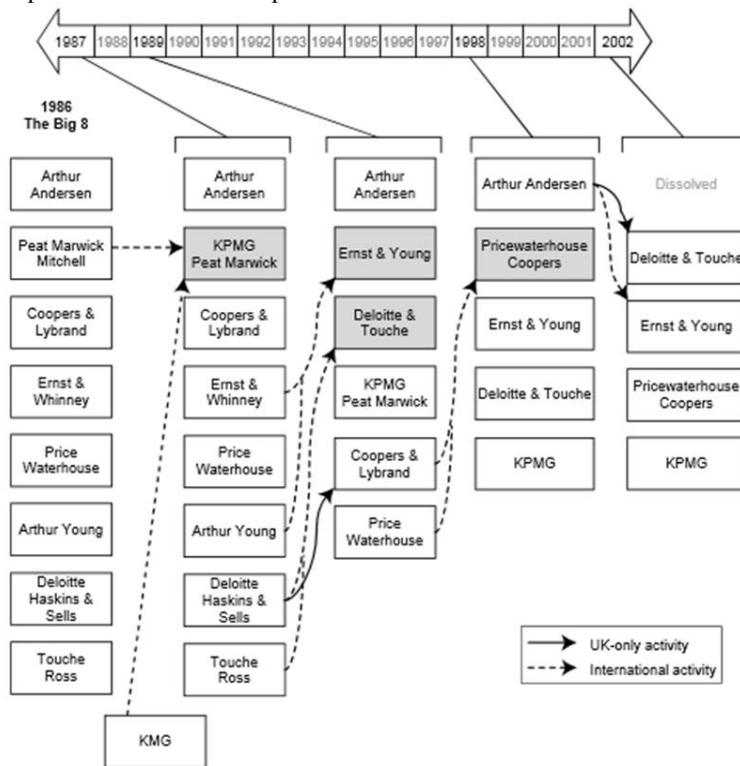 1987 1988 1989 1990 1991 1992 1993 1994 1995 1996 1997 1998 1999 2000 2001 2002
1986
The Big 8
Arthur
Andersen
Peat Marwick
Mitchell
Coopers &
Lybrand
Ernst &
Whinney
Price
Waterhouse
Arthur Young
Deloitte
Haskins &
Sells
Touche
Ross
KMG
Arthur
Andersen
KPMG
Peat Marwick
Coopers &
Lybrand
Ernst &
Whinney
Price
Waterhouse
Arthur Young
Deloitte
Haskins &
Sells
Touche
Ross
Arthur
Andersen
Ernst & Young
Deloitte &
Touche
KPMG
Peat Marwick
Coopers &
Lybrand
Price
Waterhouse
Arthur Andersen
Pricewaterhouse
Coopers
Ernst & Young
Deloitte & Touche
KPMG
Dissolved
Deloitte & Touche
Ernst & Young
Pricewaterhouse
Coopers
KPMG
UK-only activity
International activity